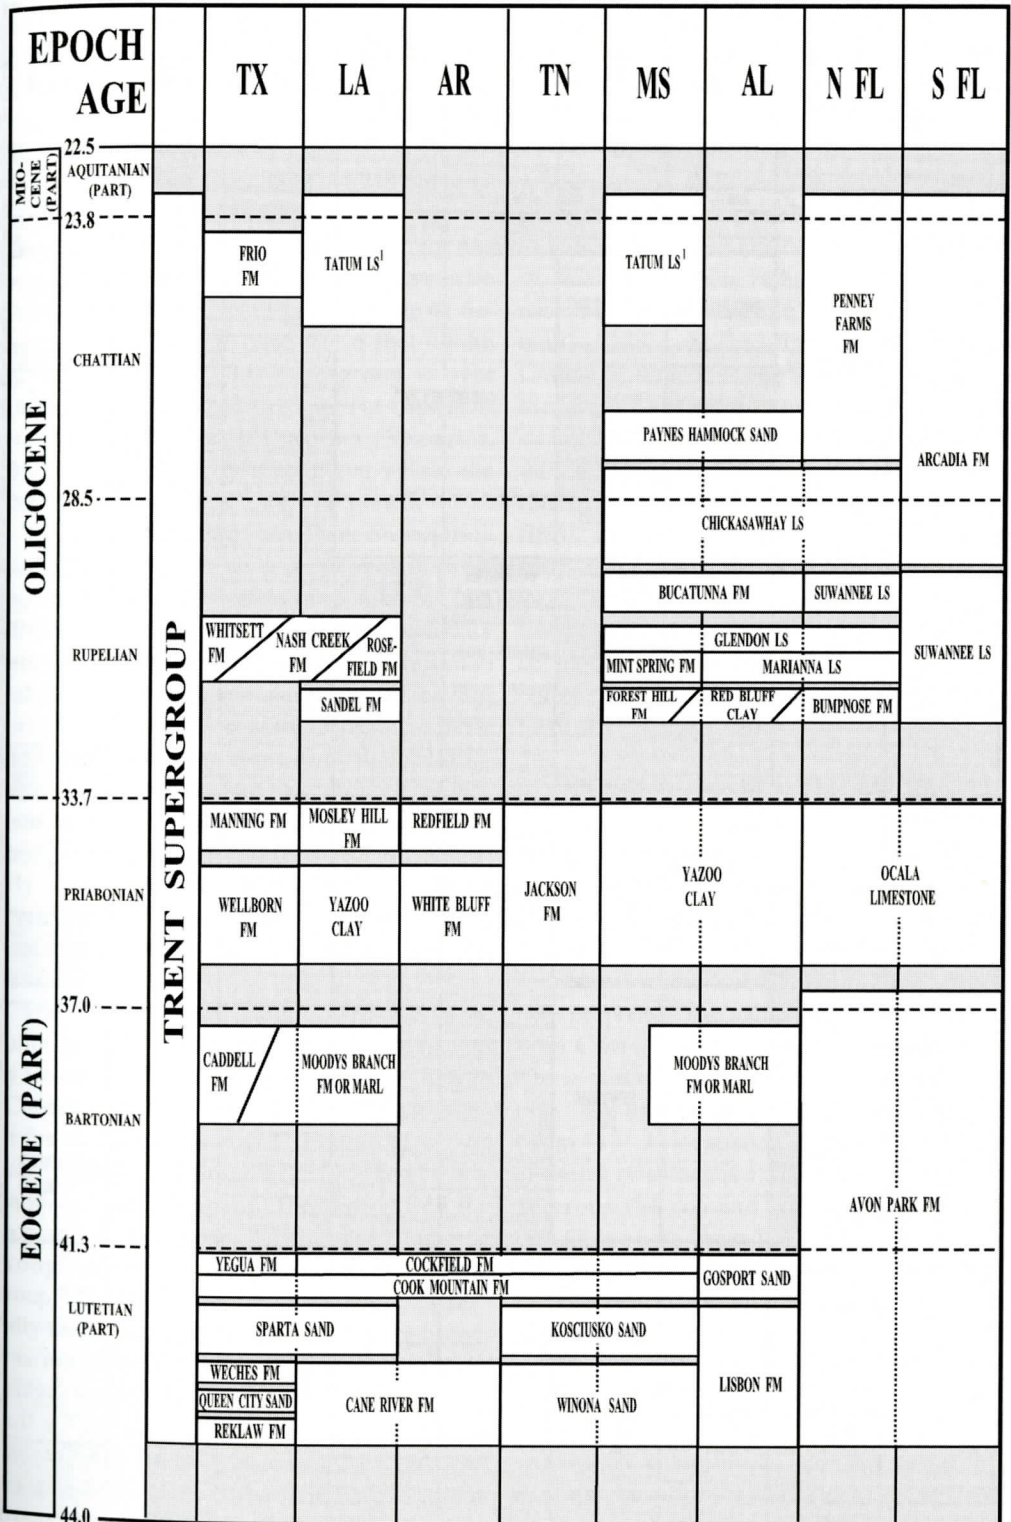 EPOCH
AGE
TX LA AR TN MS AL N FL S FL
22.5
MIO-
CENE
(PART)
AQUITANIAN
(PART)
23.8
FRIO
FM
TATUM LS¹
TATUM LS¹
PENNEY
FARMS
FM
CHATTIAN
PAYNES HAMMOCK SAND
ARCADIA FM
OLIGOCENE
28.5
CHICKASAWHAY LS
BUCATUNNA FM
SUWANNEE LS
RUPELIAN
WHITSETT
FM
NASH CREEK
FM
ROSE-
FIELD FM
GLENDON LS
SUWANNEE LS
MINT SPRING FM
MARIANNA LS
SANDEL FM
FOREST HILL
FM
RED BLUFF
CLAY
BUMPNOSE FM
TRENT SUPERGROUP
33.7
MANNING FM
MOSLEY HILL
FM
REDFIELD FM
PRIABONIAN
WELLBORN
FM
YAZOO
CLAY
WHITE BLUFF
FM
JACKSON
FM
YAZOO
CLAY
OCALA
LIMESTONE
37.0
EOCENE (PART)
CADDELL
FM
MOODYS BRANCH
FM OR MARL
MOODYS BRANCH
FM OR MARL
BARTONIAN
AVON PARK FM
41.3
YEGUA FM
COCKFIELD FM
COOK MOUNTAIN FM
GOSPORT SAND
LUTETIAN
(PART)
SPARTA SAND
KOSCIUSKO SAND
WECHES FM
QUEEN CITY SAND
REKLAW FM
CANE RIVER FM
WINONA SAND
LISBON FM
44.0